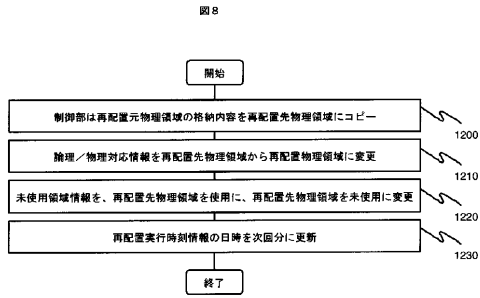 図8
開始
制御部は再配置元物理領域の格納内容を再配置先物理領域にコピー
1200
論理／物理対応情報を再配置先物理領域から再配置物理域に変更
1210
未使用領域情報を、再配置先物理領域を使用に、再配置先物理領域を未使用に変更
1220
再配置実行時刻情報の日時を次回分に更新
1230
終了